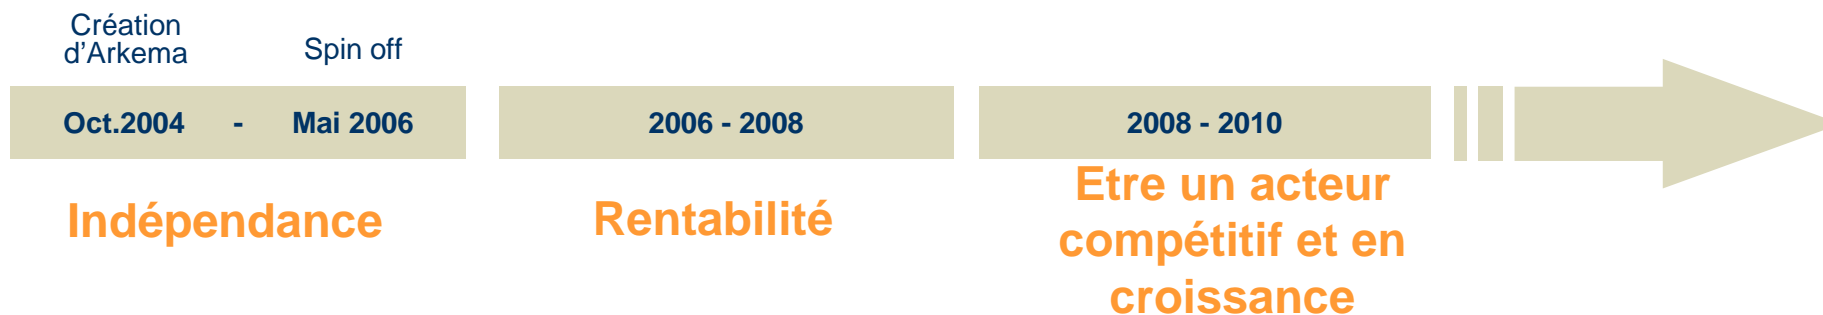 Création
d'Arkema
Spin off
Oct.2004 - Mai 2006
2006 - 2008
2008 - 2010
Indépendance
Rentabilité
Etre un acteur
compétitif et en
croissance